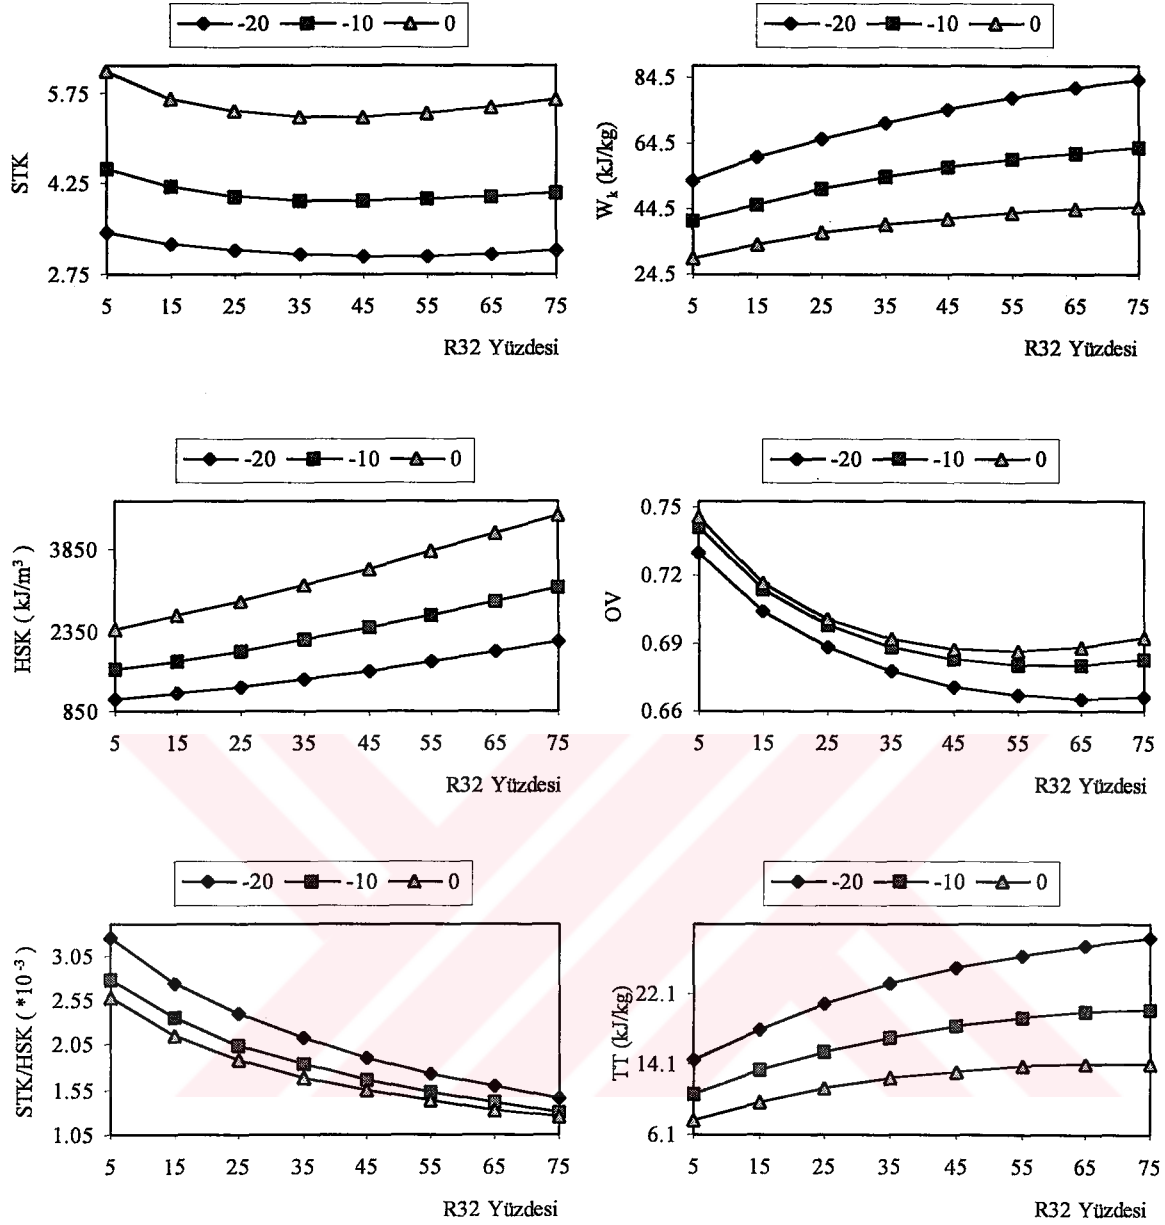 -20 -10 0
STK
5.75
4.25
2.75
5 15 25 35 45 55 65 75
R32 Yüzdesi
-20 -10 0
Wk (kJ/kg)
84.5
64.5
44.5
24.5
5 15 25 35 45 55 65 75
R32 Yüzdesi
-20 -10 0
HSK ( kJ/m³ )
3850
2350
850
5 15 25 35 45 55 65 75
R32 Yüzdesi
-20 -10 0
OV
0.75
0.72
0.69
0.66
5 15 25 35 45 55 65 75
R32 Yüzdesi
-20 -10 0
STK/HSK ( *10⁻³ )
3.05
2.55
2.05
1.55
1.05
5 15 25 35 45 55 65 75
R32 Yüzdesi
-20 -10 0
TT (kJ/kg)
22.1
14.1
6.1
5 15 25 35 45 55 65 75
R32 Yüzdesi